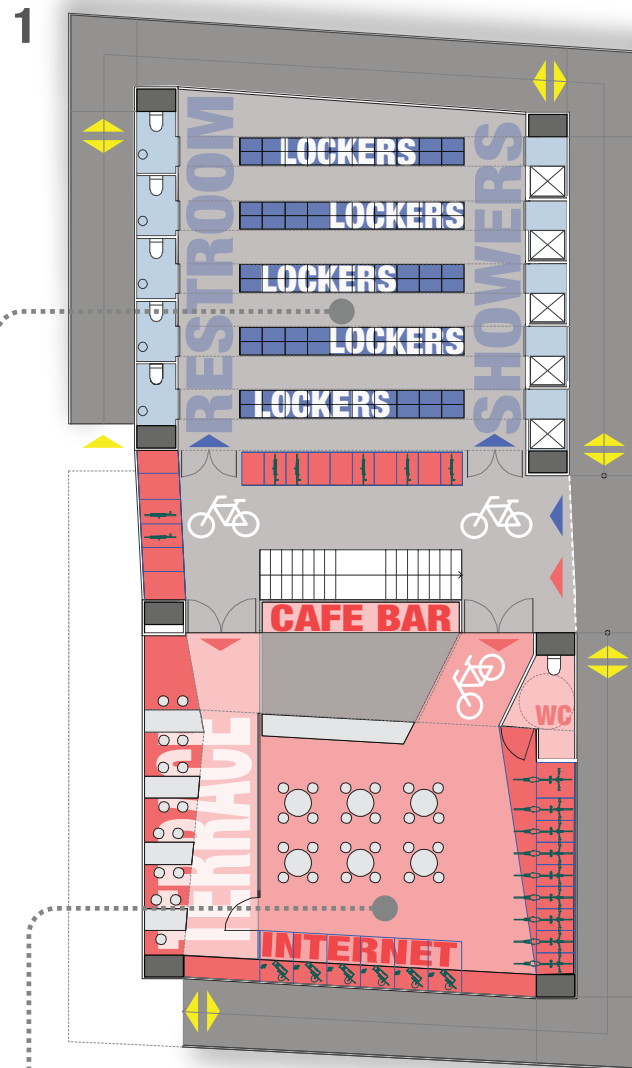 1
RESTROOM
SHOWERS
LOCKERS
LOCKERS
LOCKERS
LOCKERS
LOCKERS
CAFE BAR
WC
TERRACE
INTERNET